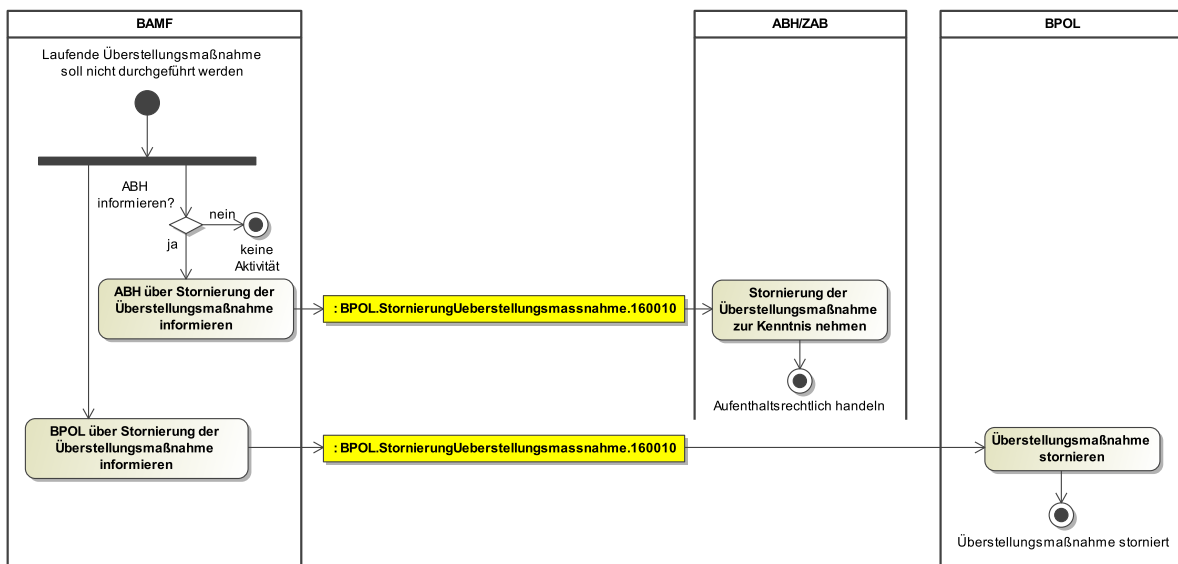 BAMF
ABH/ZAB
BPOL
Laufende Überstellungsmaßnahme
soll nicht durchgeführt werden
ABH
informieren?
nein
ja
keine
Aktivität
ABH über Stornierung der
Überstellungsmaßnahme
informieren
: BPOL.StornierungUeberstellungsmassnahme.160010
Stornierung der
Überstellungsmaßnahme
zur Kenntnis nehmen
Aufenthaltsrechtlich handeln
BPOL über Stornierung der
Überstellungsmaßnahme
informieren
: BPOL.StornierungUeberstellungsmassnahme.160010
Überstellungsmaßnahme
stornieren
Überstellungsmaßnahme storniert